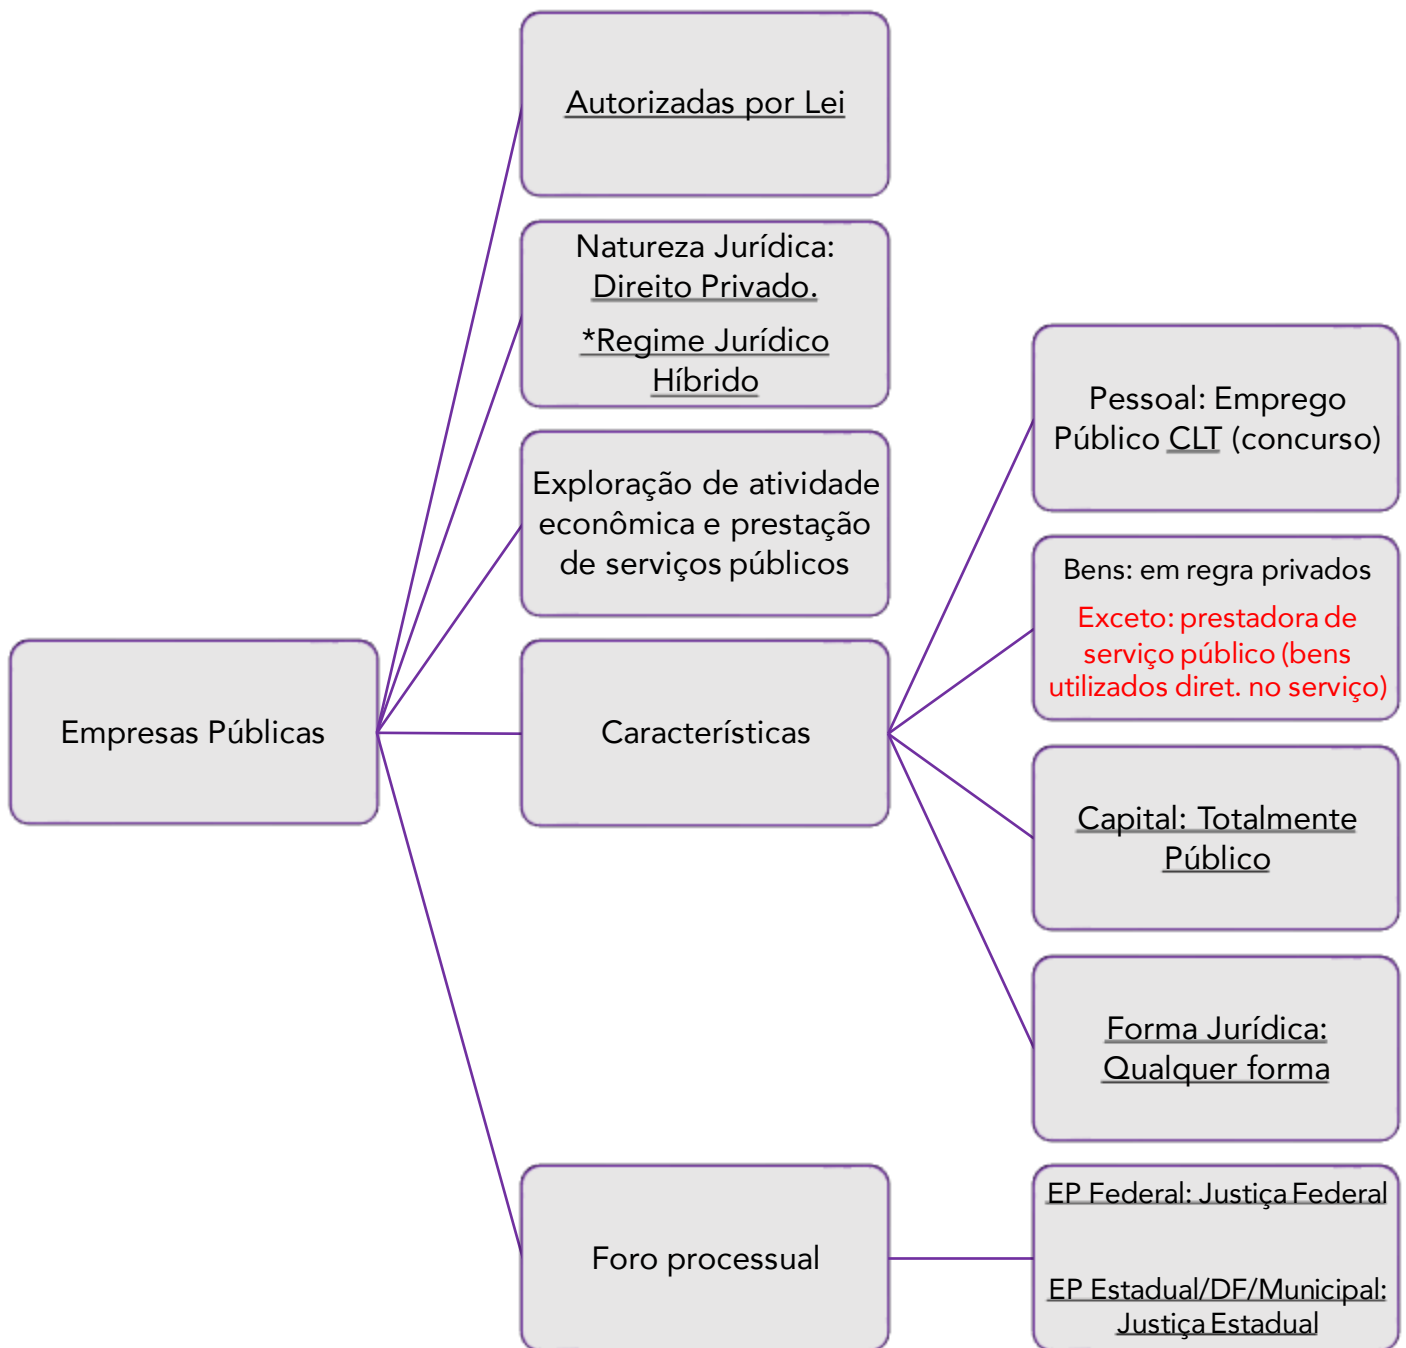 Autorizadas por Lei
Natureza Jurídica:
Direito Privado.
*Regime Jurídico
Híbrido
Exploração de atividade
econômica e prestação
de serviços públicos
Empresas Públicas
Características
Pessoal: Emprego
Público CLT (concurso)
Bens: em regra privados
Exceto: prestadora de
serviço público (bens
utilizados diret. no serviço)
Capital: Totalmente
Público
Forma Jurídica:
Qualquer forma
Foro processual
EP Federal: Justiça Federal
EP Estadual/DF/Municipal:
Justiça Estadual